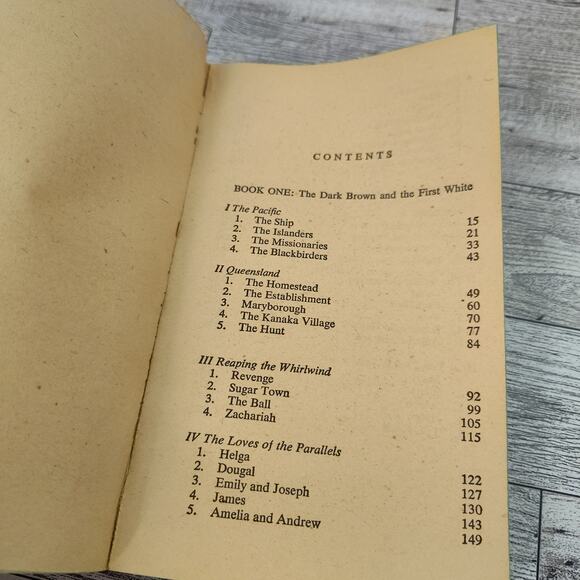 CONTENTS
BOOK ONE: The Dark Brown and the First White
I The Pacific
1. The Ship 15
2. The Islanders 21
3. The Missionaries 33
4. The Blackbirders 43
II Queensland
1. The Homestead 49
2. The Establishment 60
3. Maryborough 70
4. The Kanaka Village 77
5. The Hunt 84
III Reaping the Whirlwind
1. Revenge 92
2. Sugar Town 99
3. The Ball 105
4. Zachariah 115
IV The Loves of the Parallels
1. Helga 122
2. Dougal 127
3. Emily and Joseph 130
4. James 143
5. Amelia and Andrew 149